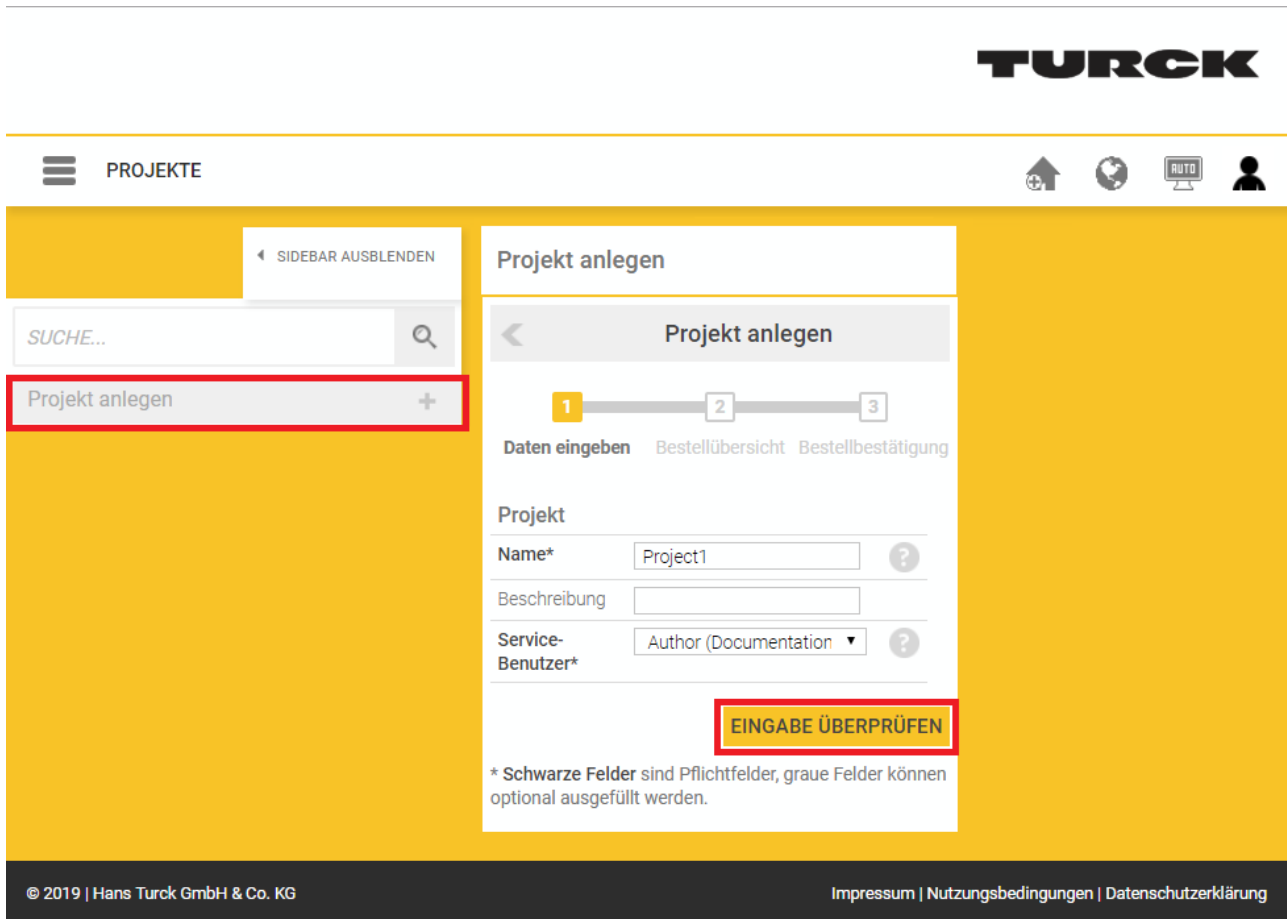 TURCK
PROJEKTE
AUTO
SIDEBAR AUSBLENDEN
SUCHE...
Projekt anlegen +
Projekt anlegen
Projekt anlegen
1 2 3
Daten eingeben Bestellübersicht Bestellbestätigung
Projekt
Name* Project1 ?
Beschreibung
Service-
Benutzer* Author (Documentation ?
EINGABE ÜBERPRÜFEN
* Schwarze Felder sind Pflichtfelder, graue Felder können
optional ausgefüllt werden.
© 2019 | Hans Turck GmbH & Co. KG
Impressum | Nutzungsbedingungen | Datenschutzerklärung